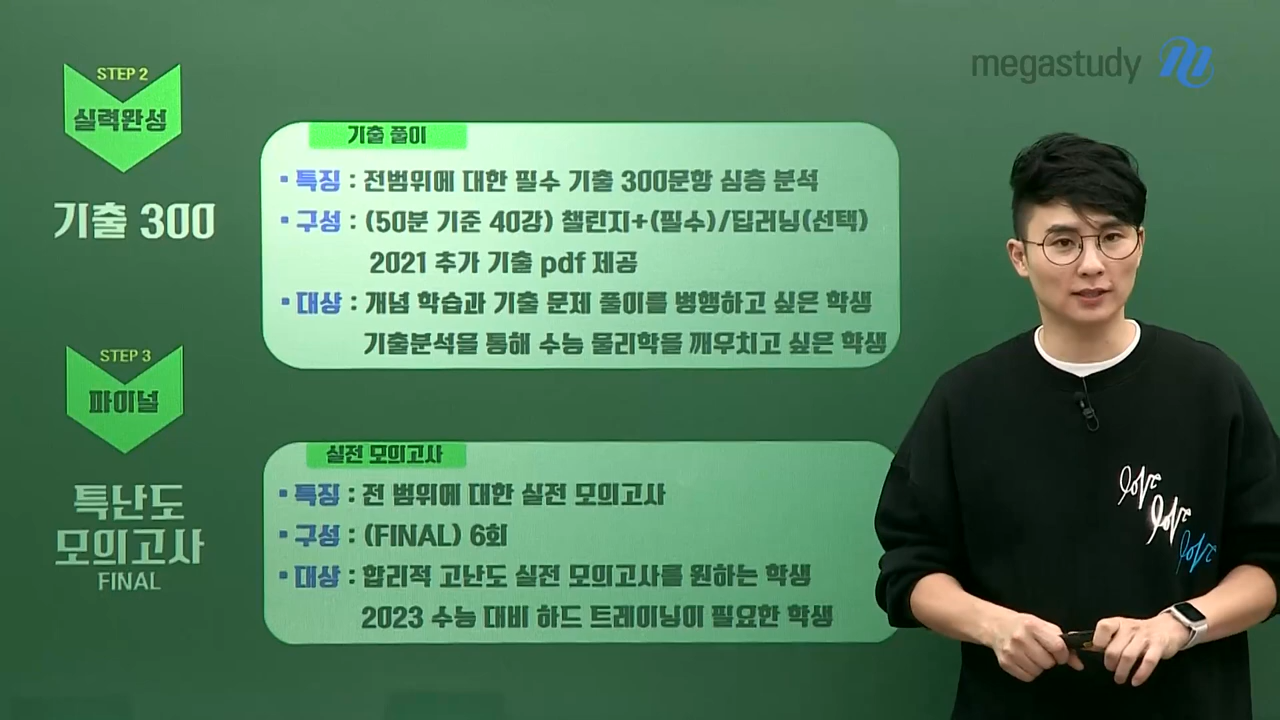 megastudy
STEP 2
실력완성
기출 300
기출 풀이
▪ 특징 : 전범위에 대한 필수 기출 300문항 심층 분석
▪ 구성 : (50분 기준 40강) 챌린지+(필수)/딥러닝(선택)
2021 추가 기출 pdf 제공
▪ 대상 : 개념 학습과 기출 문제 풀이를 병행하고 싶은 학생
기출분석을 통해 수능 물리학을 깨우치고 싶은 학생
STEP 3
파이널
특난도
모의고사
FINAL
실전 모의고사
▪ 특징 : 전 범위에 대한 실전 모의고사
▪ 구성 : (FINAL) 6회
▪ 대상 : 합리적 고난도 실전 모의고사를 원하는 학생
2023 수능 대비 하드 트레이닝이 필요한 학생
love
love
love